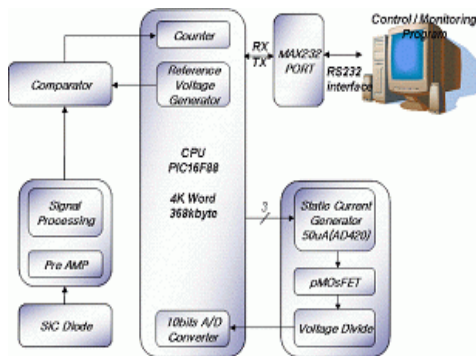 Control / Monitoring
Program
Counter
RX
TX
MAX232
PORT
RS232
interface
Comparator
Reference
Voltage
Generator
CPU
PIC16F88
4K Word
368kbyte
Signal
Processing
Pre AMP
SiC Diode
3
Static Current
Generator
50uA(AD420)
pMOsFET
Voltage Divide
10bits A/D
Converter